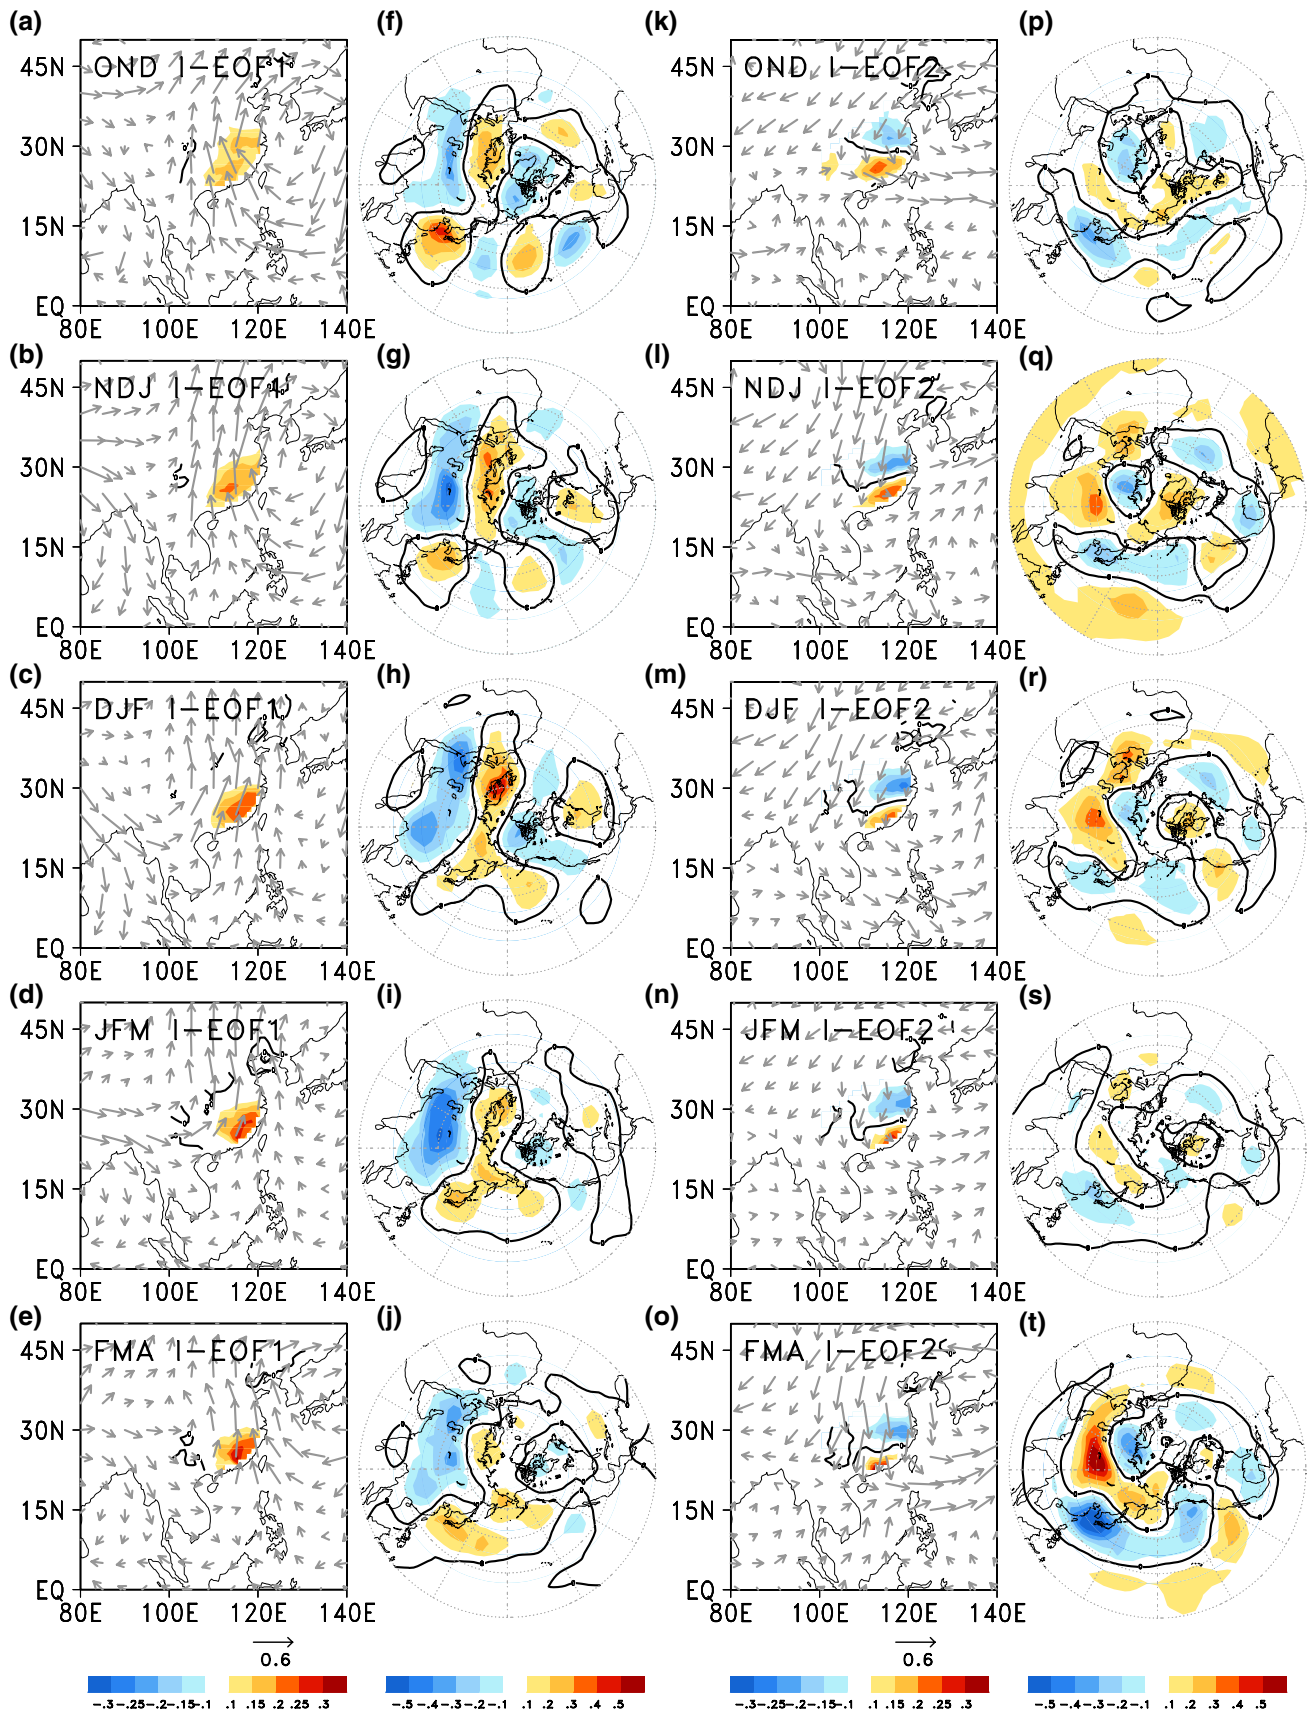 (a) (f) (k) (p)
45N OND I-EOF1 45N OND I-EOF2
30N 30N
15N 15N
EQ EQ
80E 100E 120E 140E 80E 100E 120E 140E
(b) (g) (l) (q)
45N NDJ I-EOF1 45N NDJ I-EOF2
30N 30N
15N 15N
EQ EQ
80E 100E 120E 140E 80E 100E 120E 140E
(c) (h) (m) (r)
45N DJF I-EOF1 45N DJF I-EOF2
30N 30N
15N 15N
EQ EQ
80E 100E 120E 140E 80E 100E 120E 140E
(d) (i) (n) (s)
45N JFM I-EOF1 45N JFM I-EOF2
30N 30N
15N 15N
EQ EQ
80E 100E 120E 140E 80E 100E 120E 140E
(e) (j) (o) (t)
45N FMA I-EOF1 45N FMA I-EOF2
30N 30N
15N 15N
EQ EQ
80E 100E 120E 140E 80E 100E 120E 140E
0.6 0.6
-.3 -.25 -.2 -.15 -.1 .1 .15 .2 .25 .3 -.5 -.4 -.3 -.2 -.1 .1 .2 .3 .4 .5 -.3 -.25 -.2 -.15 -.1 .1 .15 .2 .25 .3 -.5 -.4 -.3 -.2 -.1 .1 .2 .3 .4 .5